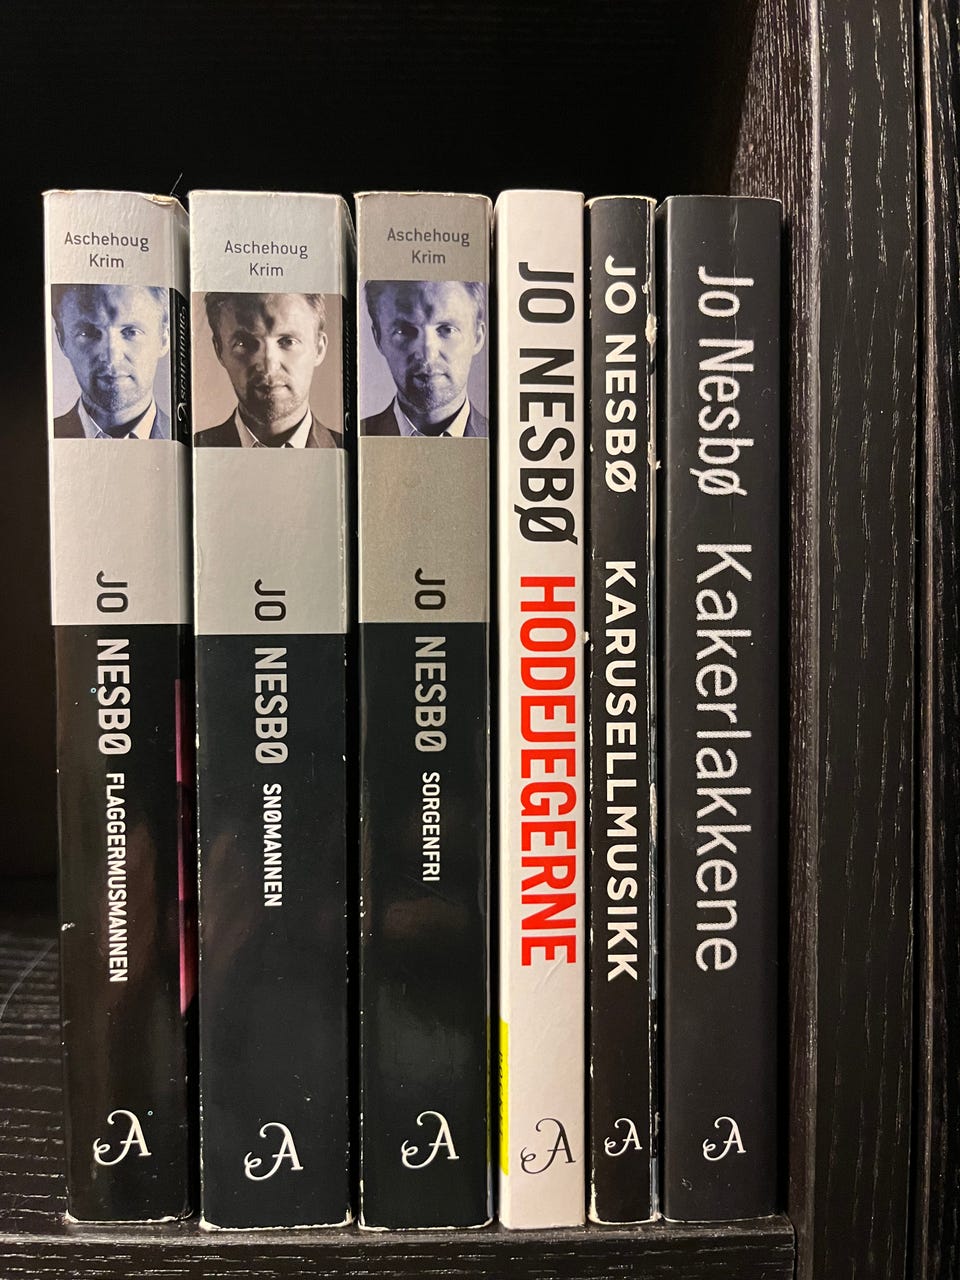 Aschehoug
Krim
JO NESBØ FLAGGERMUSMANNEN
A
Aschehoug
Krim
JO NESBØ SNØMANNEN
A
Aschehoug
Krim
JO NESBØ SORGENFRI
A
JO NESBØ HODEJEGERNE
A
JO NESBØ KARUSELLMUSIKK
A
Jo Nesbø Kakerlakkene
A